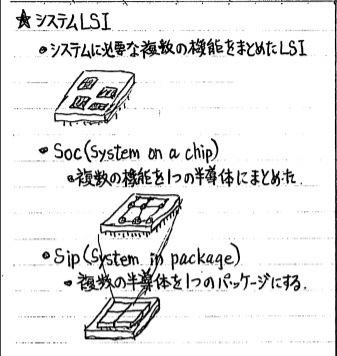 ★システムLSI
•システムに必要な複数の機能をまとめたLSI
•Soc(System on a chip)
•複数の機能を1つの半導体にまとめた.
•Sip(System in package)
•複数の半導体を1つのパッケージにする.